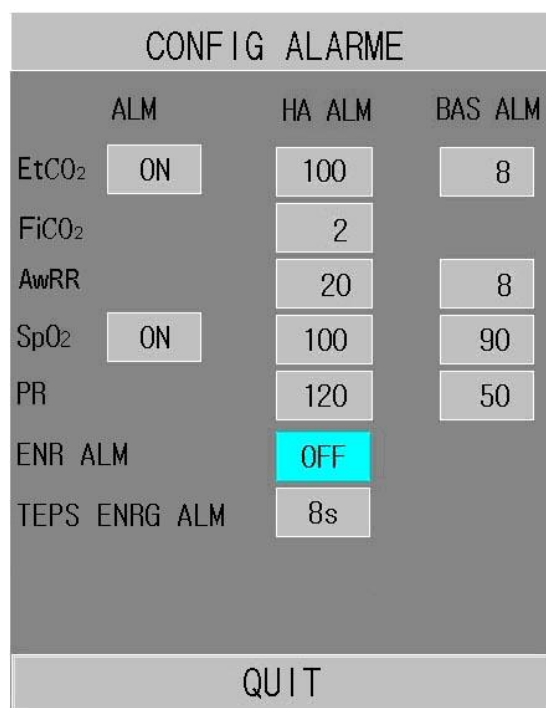 CONFIG ALARME
ALM HA ALM BAS ALM
EtCO₂ ON 100 8
FiCO₂ 2
AwRR 20 8
SpO₂ ON 100 90
PR 120 50
ENR ALM OFF
TEPS ENRG ALM 8s
QUIT